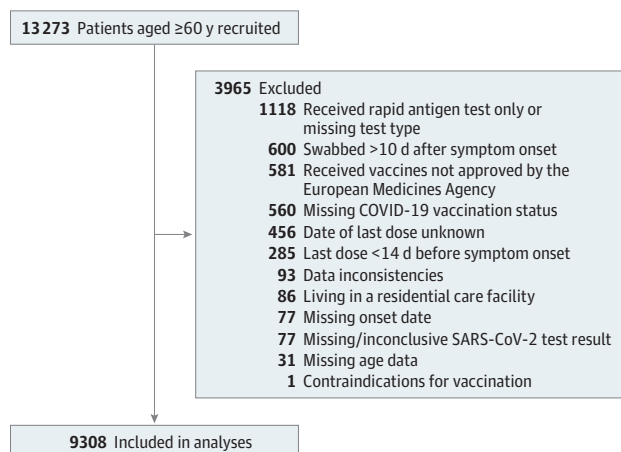 13 273 Patients aged ≥60 y recruited
3965 Excluded
1118 Received rapid antigen test only or
missing test type
600 Swabbed >10 d after symptom onset
581 Received vaccines not approved by the
European Medicines Agency
560 Missing COVID-19 vaccination status
456 Date of last dose unknown
285 Last dose <14 d before symptom onset
93 Data inconsistencies
86 Living in a residential care facility
77 Missing onset date
77 Missing/inconclusive SARS-CoV-2 test result
31 Missing age data
1 Contraindications for vaccination
9308 Included in analyses